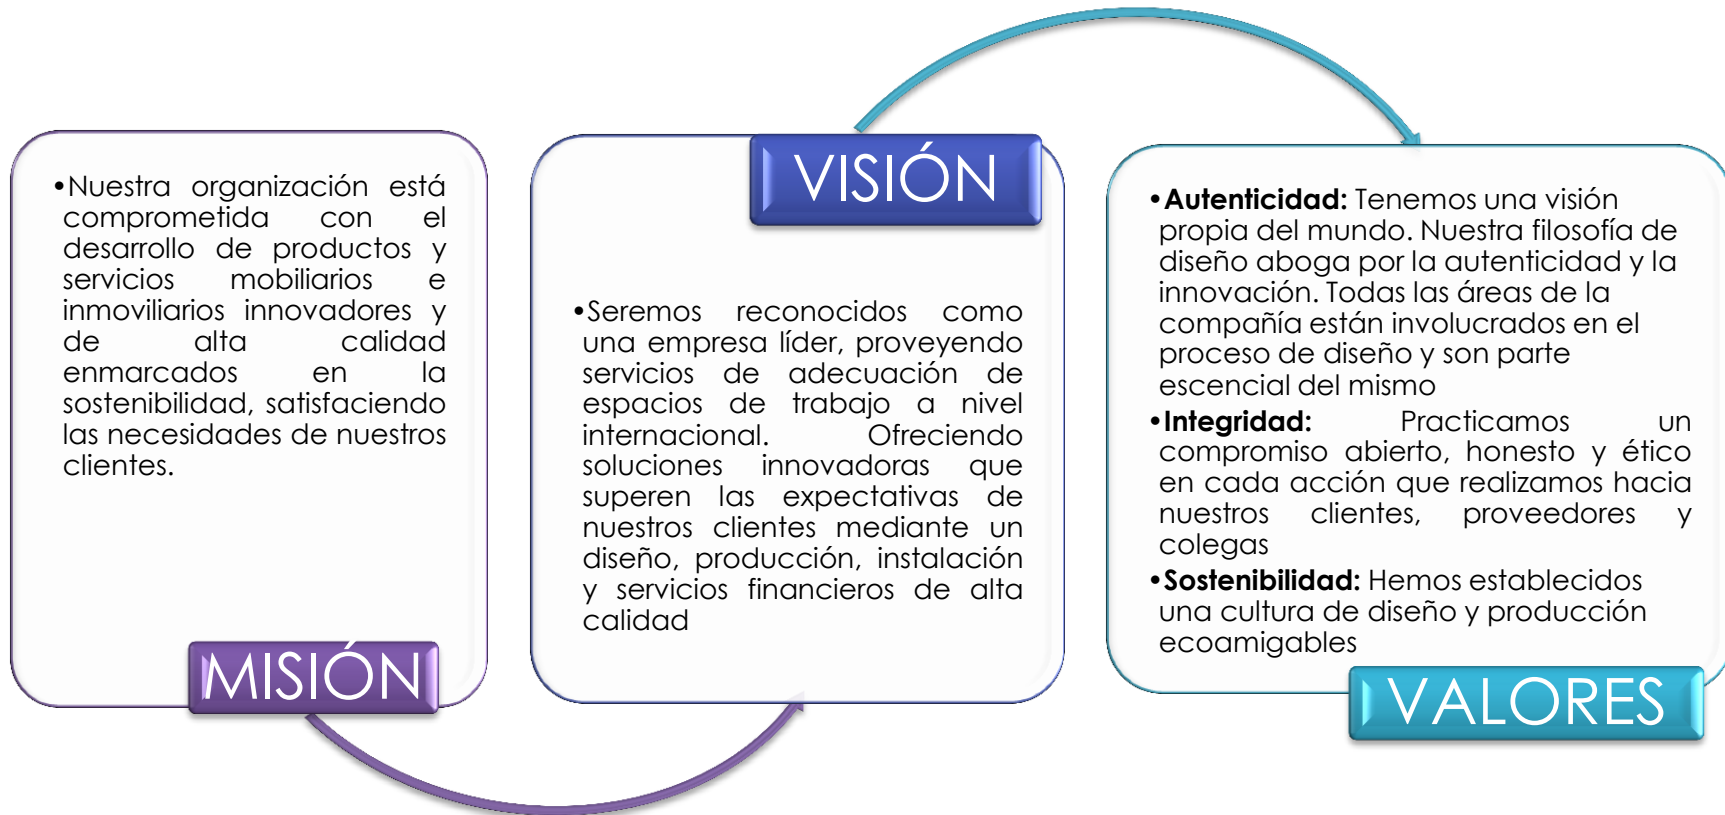 •Nuestra organización está
comprometida con el
desarrollo de productos y
servicios mobiliarios e
inmoviliarios innovadores y
de alta calidad
enmarcados en la
sostenibilidad, satisfaciendo
las necesidades de nuestros
clientes.
MISIÓN
VISIÓN
•Seremos reconocidos como
una empresa líder, proveyendo
servicios de adecuación de
espacios de trabajo a nivel
internacional. Ofreciendo
soluciones innovadoras que
superen las expectativas de
nuestros clientes mediante un
diseño, producción, instalación
y servicios financieros de alta
calidad
•Autenticidad: Tenemos una visión
propia del mundo. Nuestra filosofía de
diseño aboga por la autenticidad y la
innovación. Todas las áreas de la
compañía están involucrados en el
proceso de diseño y son parte
escencial del mismo
•Integridad: Practicamos un
compromiso abierto, honesto y ético
en cada acción que realizamos hacia
nuestros clientes, proveedores y
colegas
•Sostenibilidad: Hemos establecidos
una cultura de diseño y producción
ecoamigables
VALORES